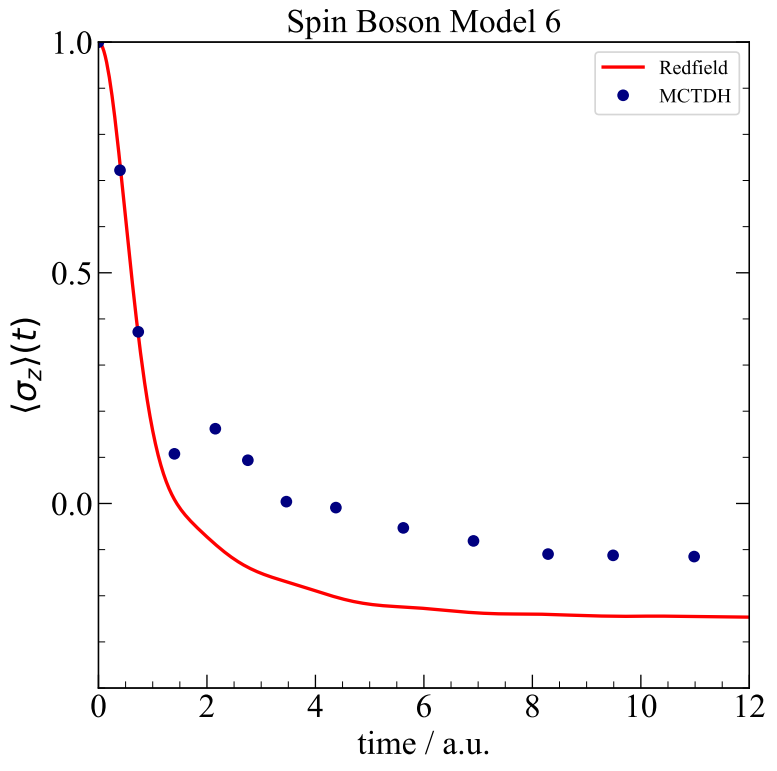 Spin Boson Model 6
Redfield
MCTDH
1.0
0.5
0.0
⟨σ_z⟩(t)
0 2 4 6 8 10 12
time / a.u.